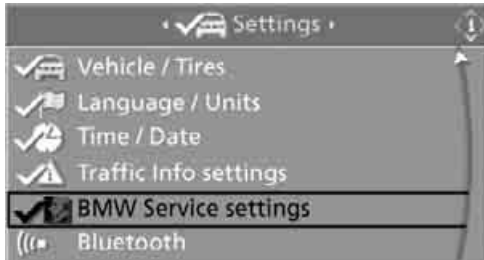 Settings
Vehicle / Tires
Language / Units
Time / Date
Traffic Info settings
BMW Service settings
Bluetooth